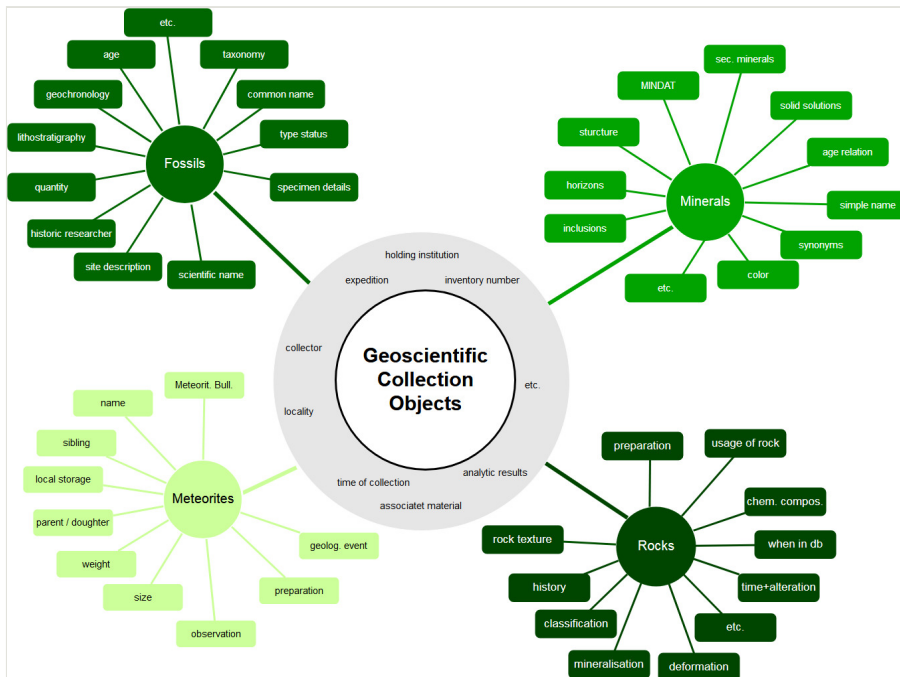 etc.
age
taxonomy
geochronology
common name
lithostratigraphy
type status
Fossils
quantity
specimen details
historic researcher
site description
scientific name
sec. minerals
MINDAT
solid solutions
sturcture
age relation
horizons
Minerals
simple name
inclusions
synonyms
etc.
color
holding institution
expedition
inventory number
collector
Geoscientific
Collection
Objects
etc.
locality
analytic results
time of collection
associatet material
Meteorit. Bull.
name
sibling
local storage
Meteorites
parent / doughter
geolog. event
weight
preparation
size
observation
preparation
usage of rock
chem. compos.
rock texture
Rocks
when in db
history
time+alteration
classification
etc.
mineralisation
deformation